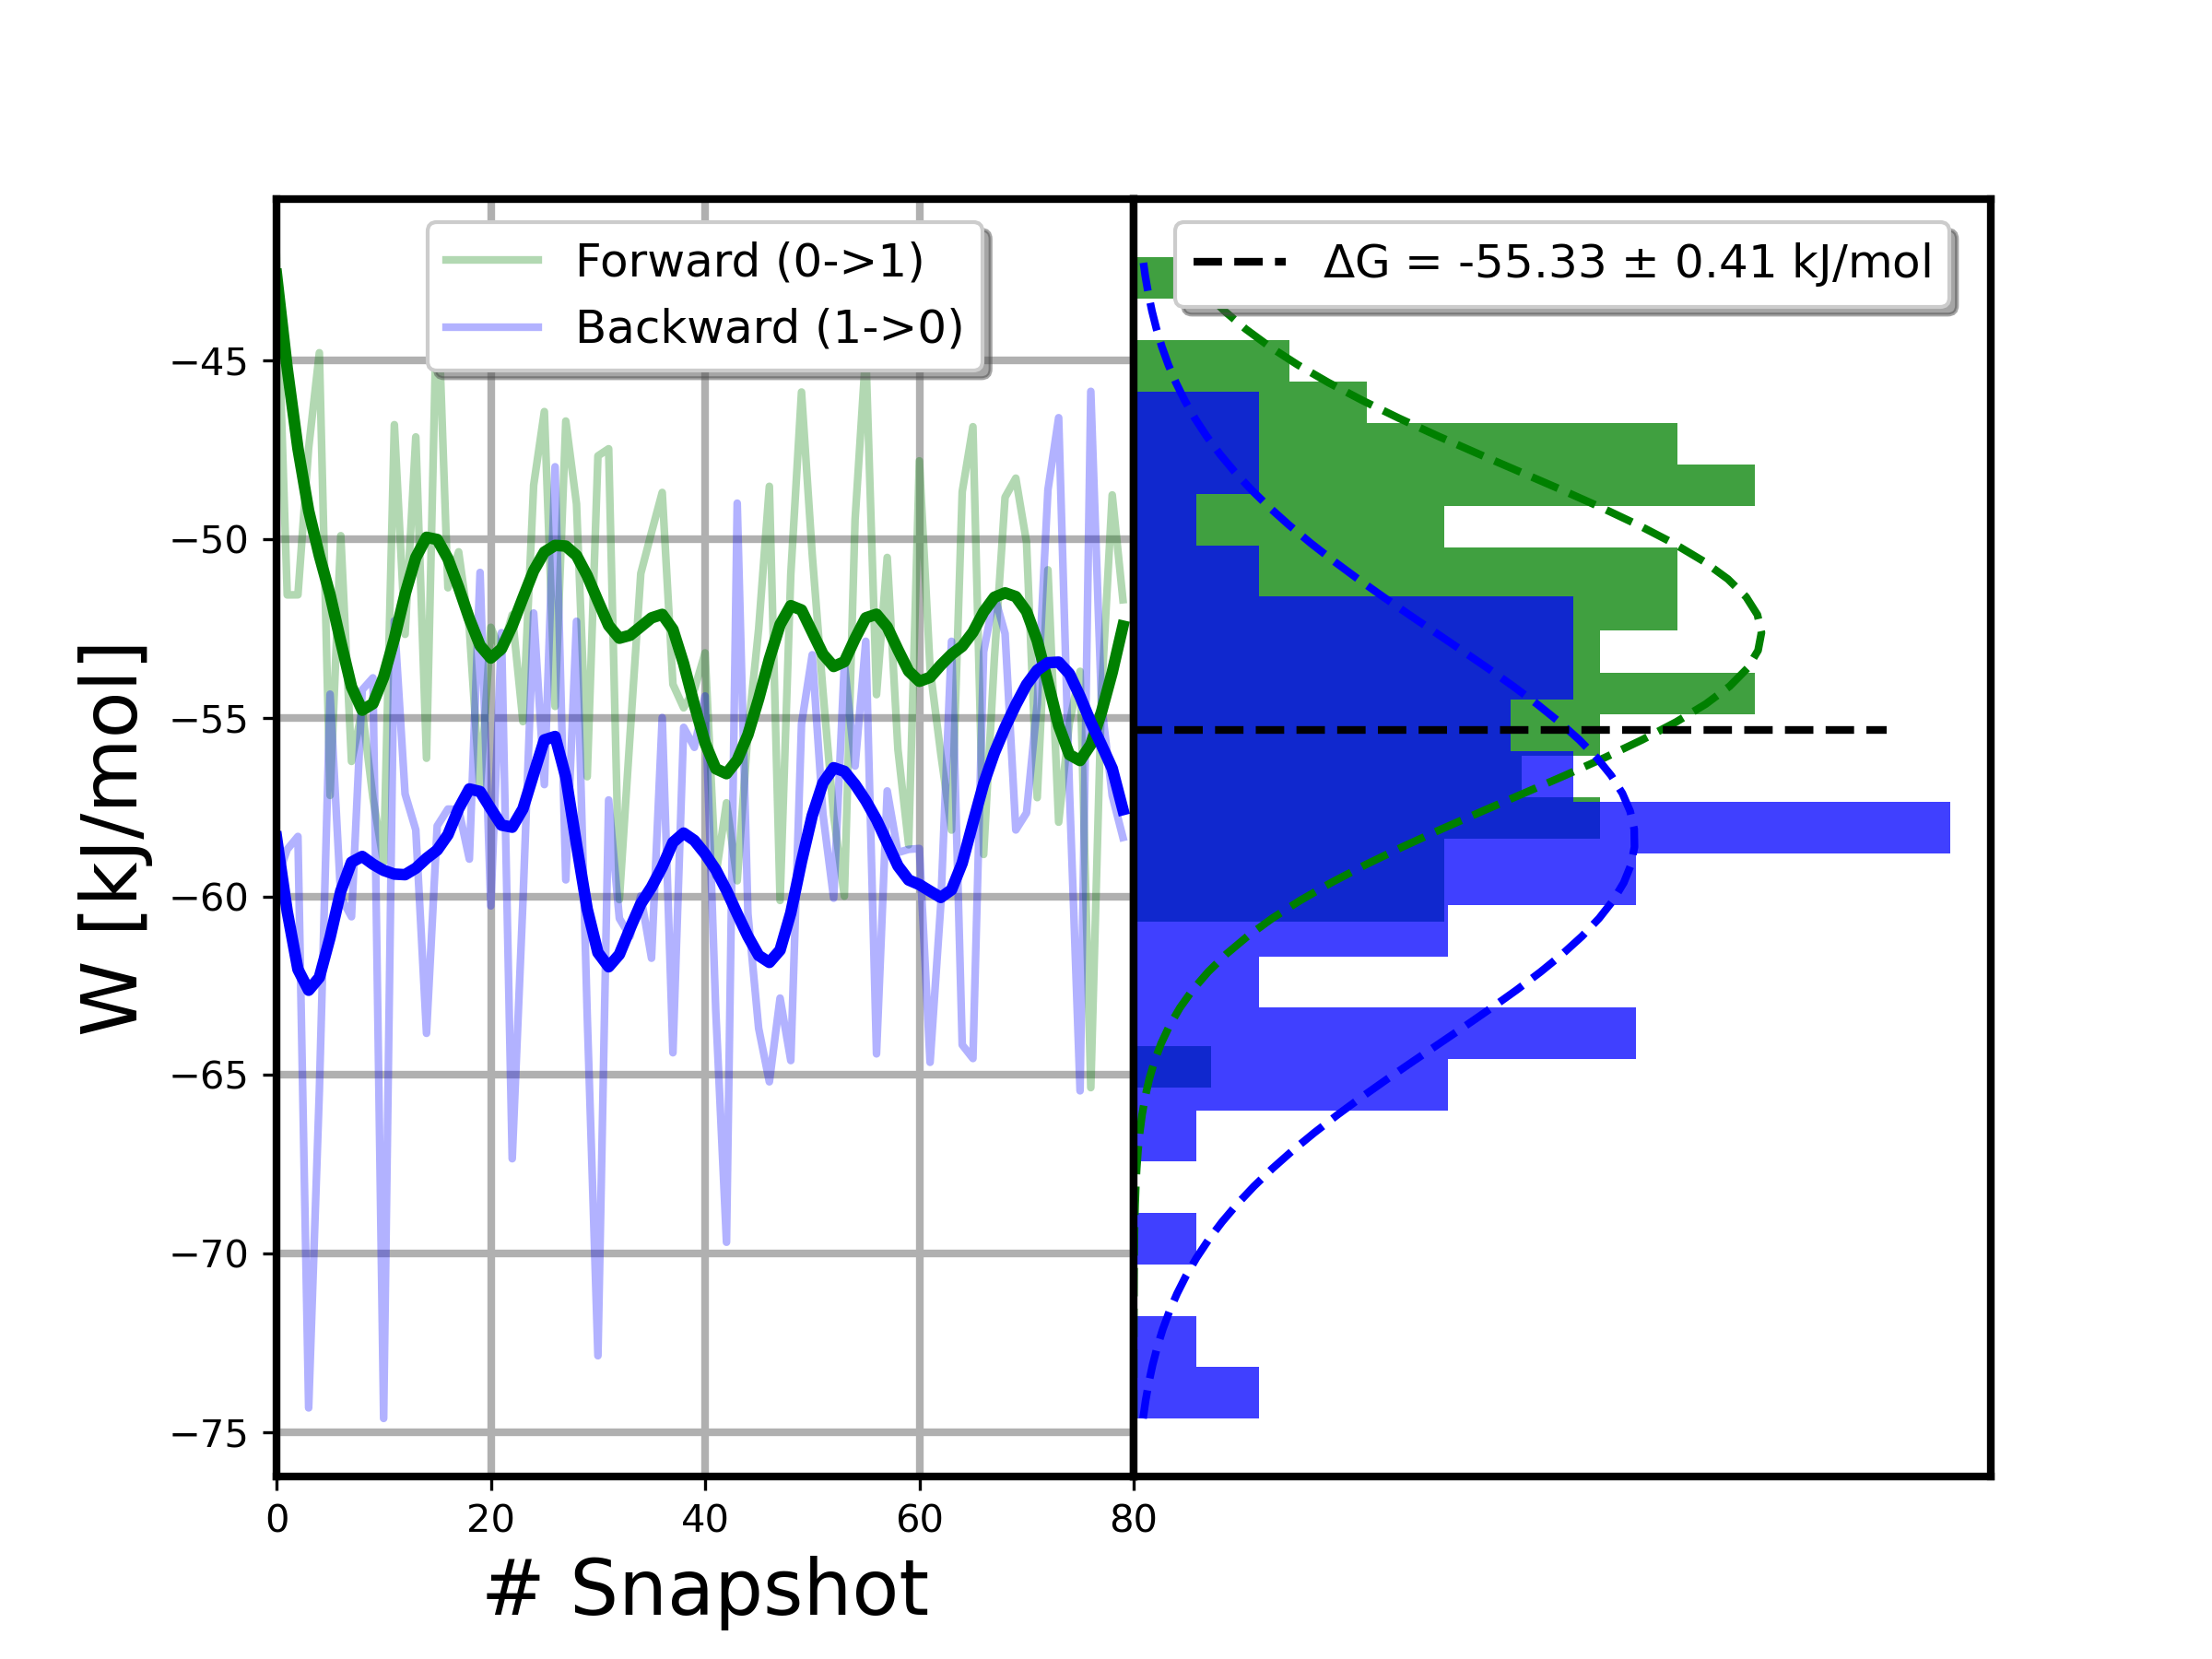 Forward (0->1)
Backward (1->0)
ΔG = -55.33 ± 0.41 kJ/mol
W [kJ/mol]
−45
−50
−55
−60
−65
−70
−75
0 20 40 60 80
# Snapshot